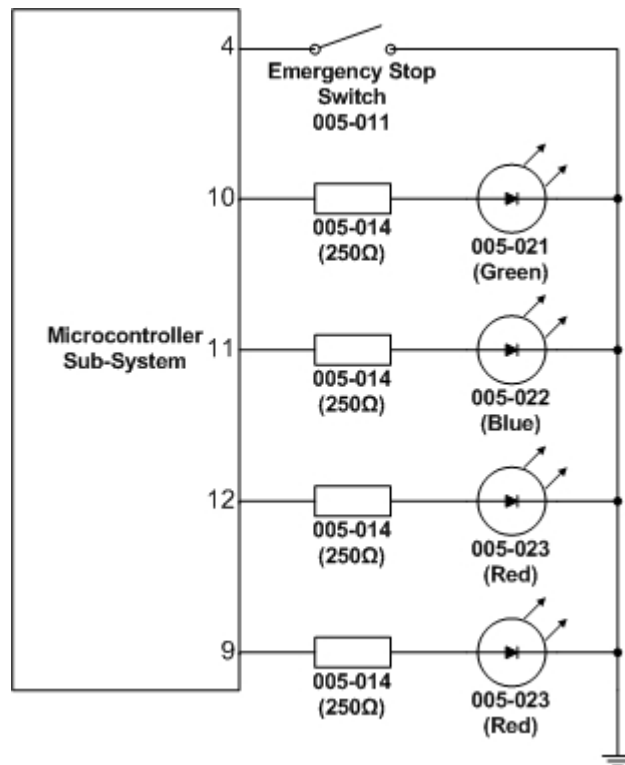 4
Emergency Stop
Switch
005-011
10
005-014
(250Ω)
005-021
(Green)
Microcontroller
Sub-System
11
005-014
(250Ω)
005-022
(Blue)
12
005-014
(250Ω)
005-023
(Red)
9
005-014
(250Ω)
005-023
(Red)